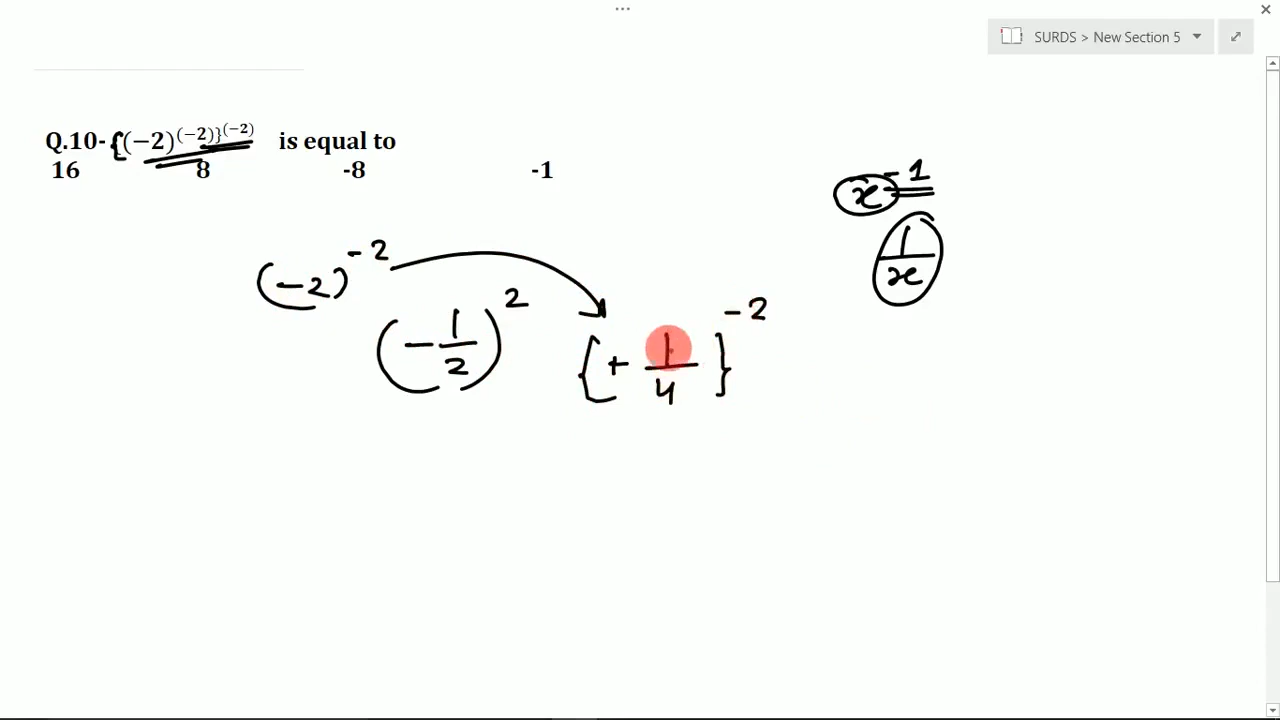 ...
SURDS > New Section 5
Q.10- {(−2)^(−2)}^(−2) is equal to
16 8 -8 -1
x^-1
1/x
(-2)^-2
(-1/2)^2 {+1/4}^-2